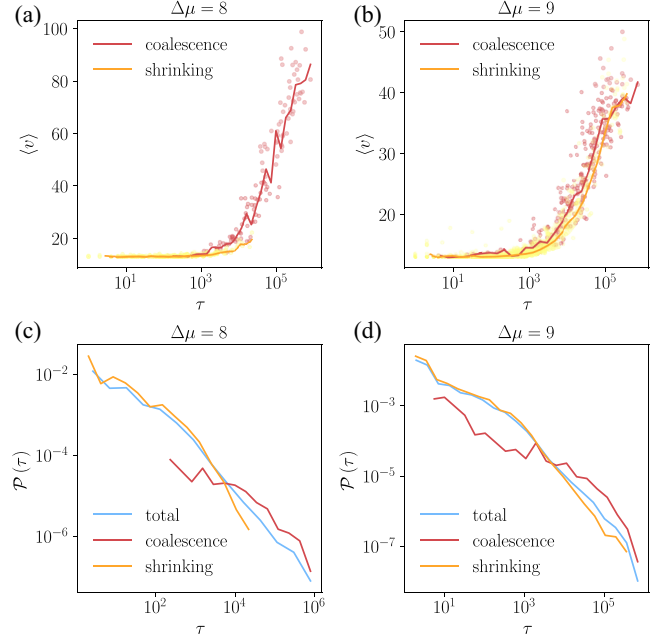 (a)
Δμ = 8
100
80
60
40
20
⟨v⟩
coalescence
shrinking
10^1
10^3
10^5
τ
(b)
Δμ = 9
50
40
30
20
⟨v⟩
coalescence
shrinking
10^1
10^3
10^5
τ
(c)
Δμ = 8
10^−2
10^−4
10^−6
𝒫 (τ)
total
coalescence
shrinking
10^2
10^4
10^6
τ
(d)
Δμ = 9
10^−3
10^−5
10^−7
𝒫 (τ)
total
coalescence
shrinking
10^1
10^3
10^5
τ